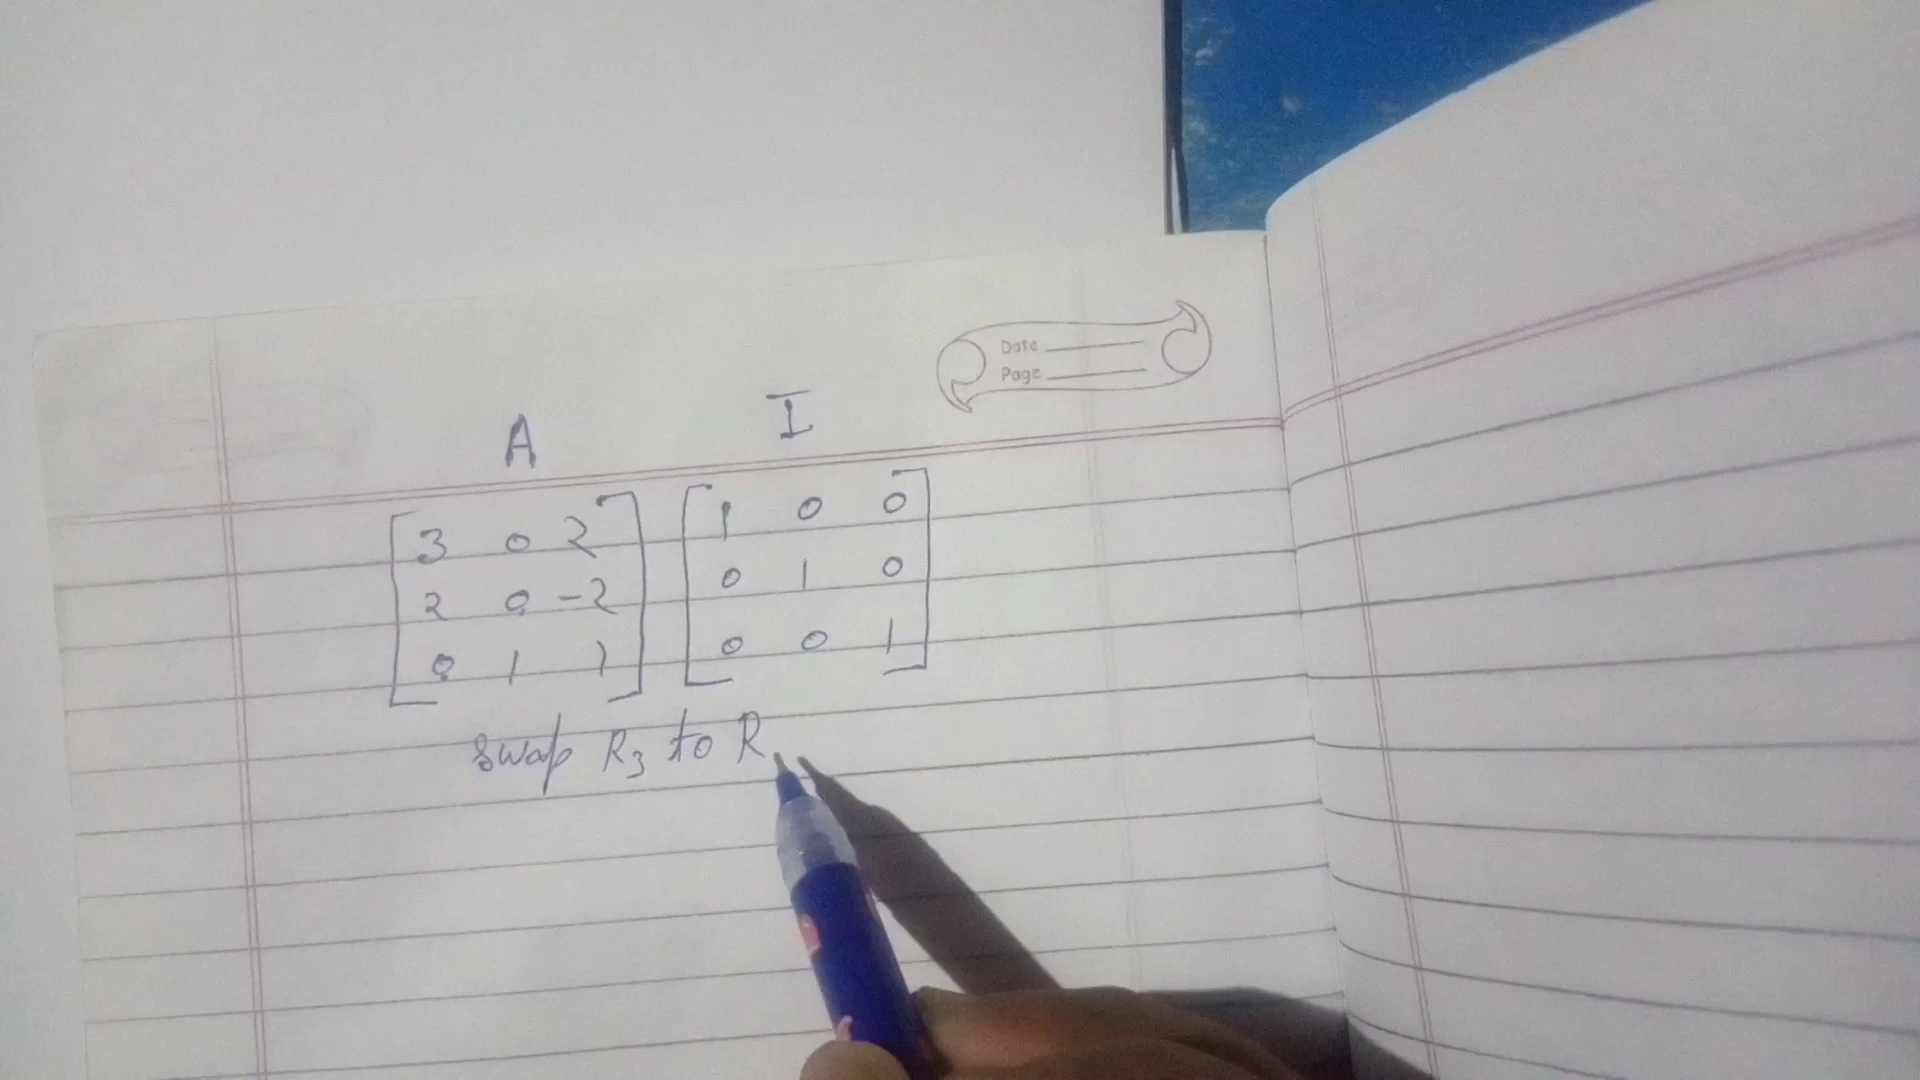 Date
Page
A I
3 0 2 1 0 0
2 0 -2 0 1 0
0 1 1 0 0 1
swap R3 to R